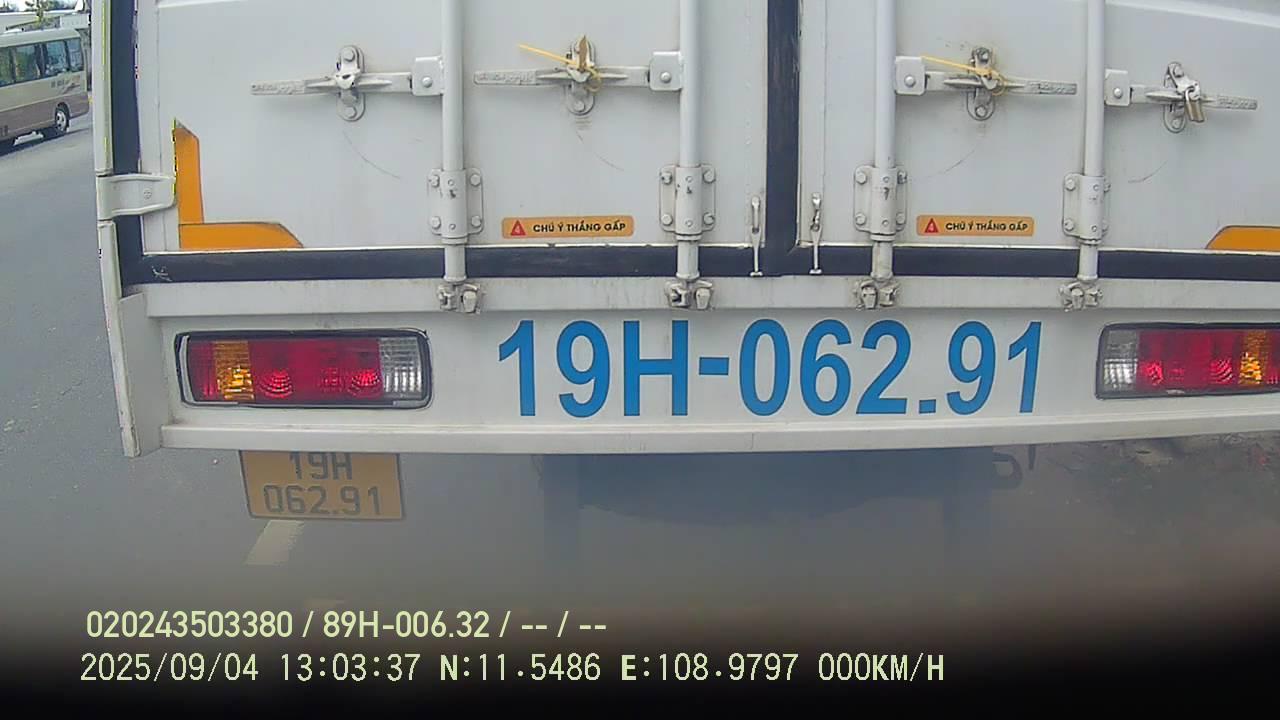 CHÚ Ý THẮNG GẤP
CHÚ Ý THẮNG GẤP
19H-062.91
19H
062.91
020243503380 / 89H-006.32 / -- / --
2025/09/04 13:03:37 N:11.5486 E:108.9797 000KM/H